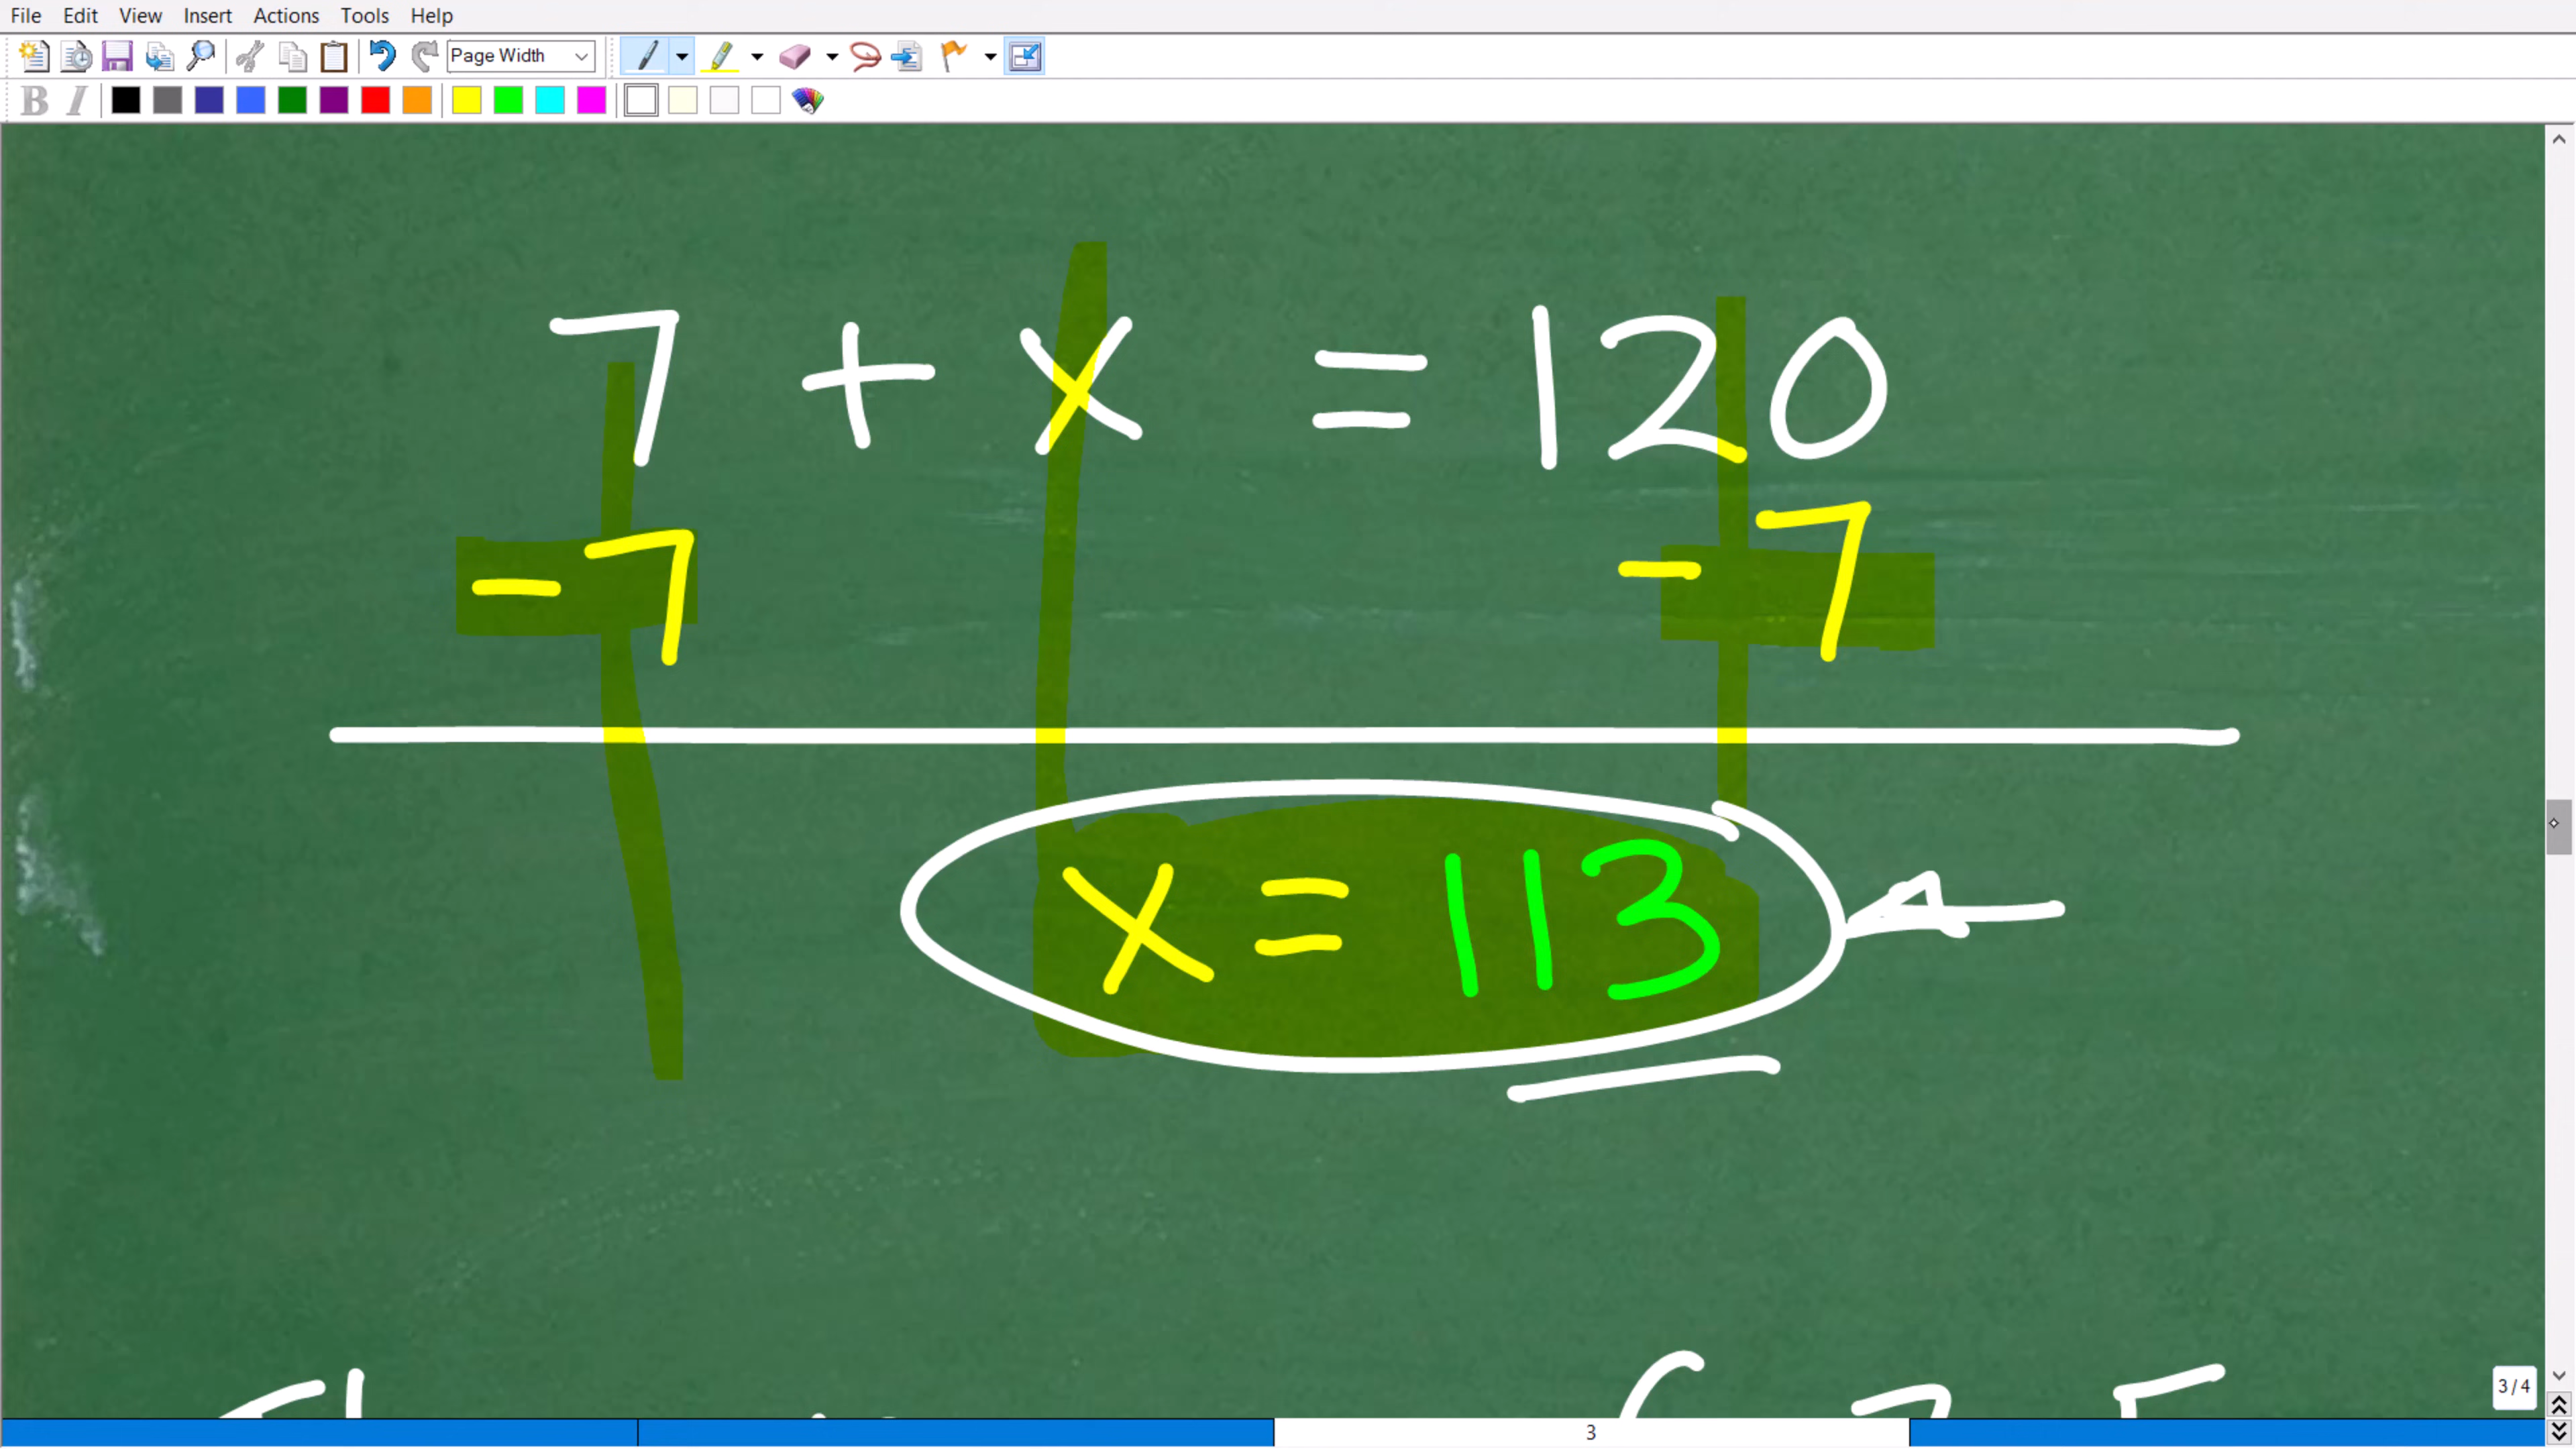 File Edit View Insert Actions Tools Help
Page Width
B I
7 + x = 120
- 7 - 7
x = 113
3 / 4
3